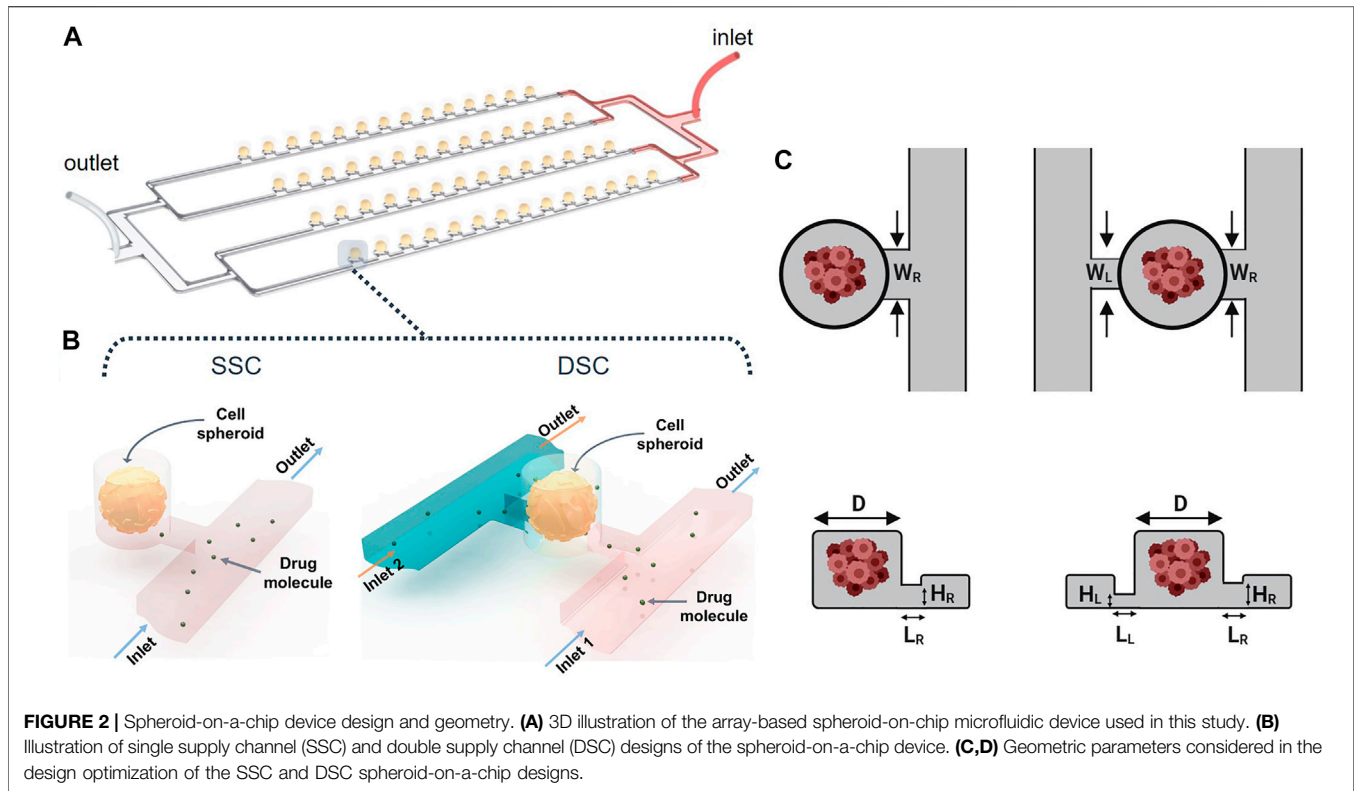 A
inlet
outlet
C
W_R
W_L
W_R
B
SSC
DSC
Cell
spheroid
Outlet
Drug
molecule
Inlet
Outlet
Cell
spheroid
Outlet
Inlet 2
Drug
molecule
Inlet 1
D
H_R
L_R
D
H_L
L_L
H_R
L_R
FIGURE 2 | Spheroid-on-a-chip device design and geometry. (A) 3D illustration of the array-based spheroid-on-chip microfluidic device used in this study. (B)
Illustration of single supply channel (SSC) and double supply channel (DSC) designs of the spheroid-on-a-chip device. (C,D) Geometric parameters considered in the
design optimization of the SSC and DSC spheroid-on-a-chip designs.